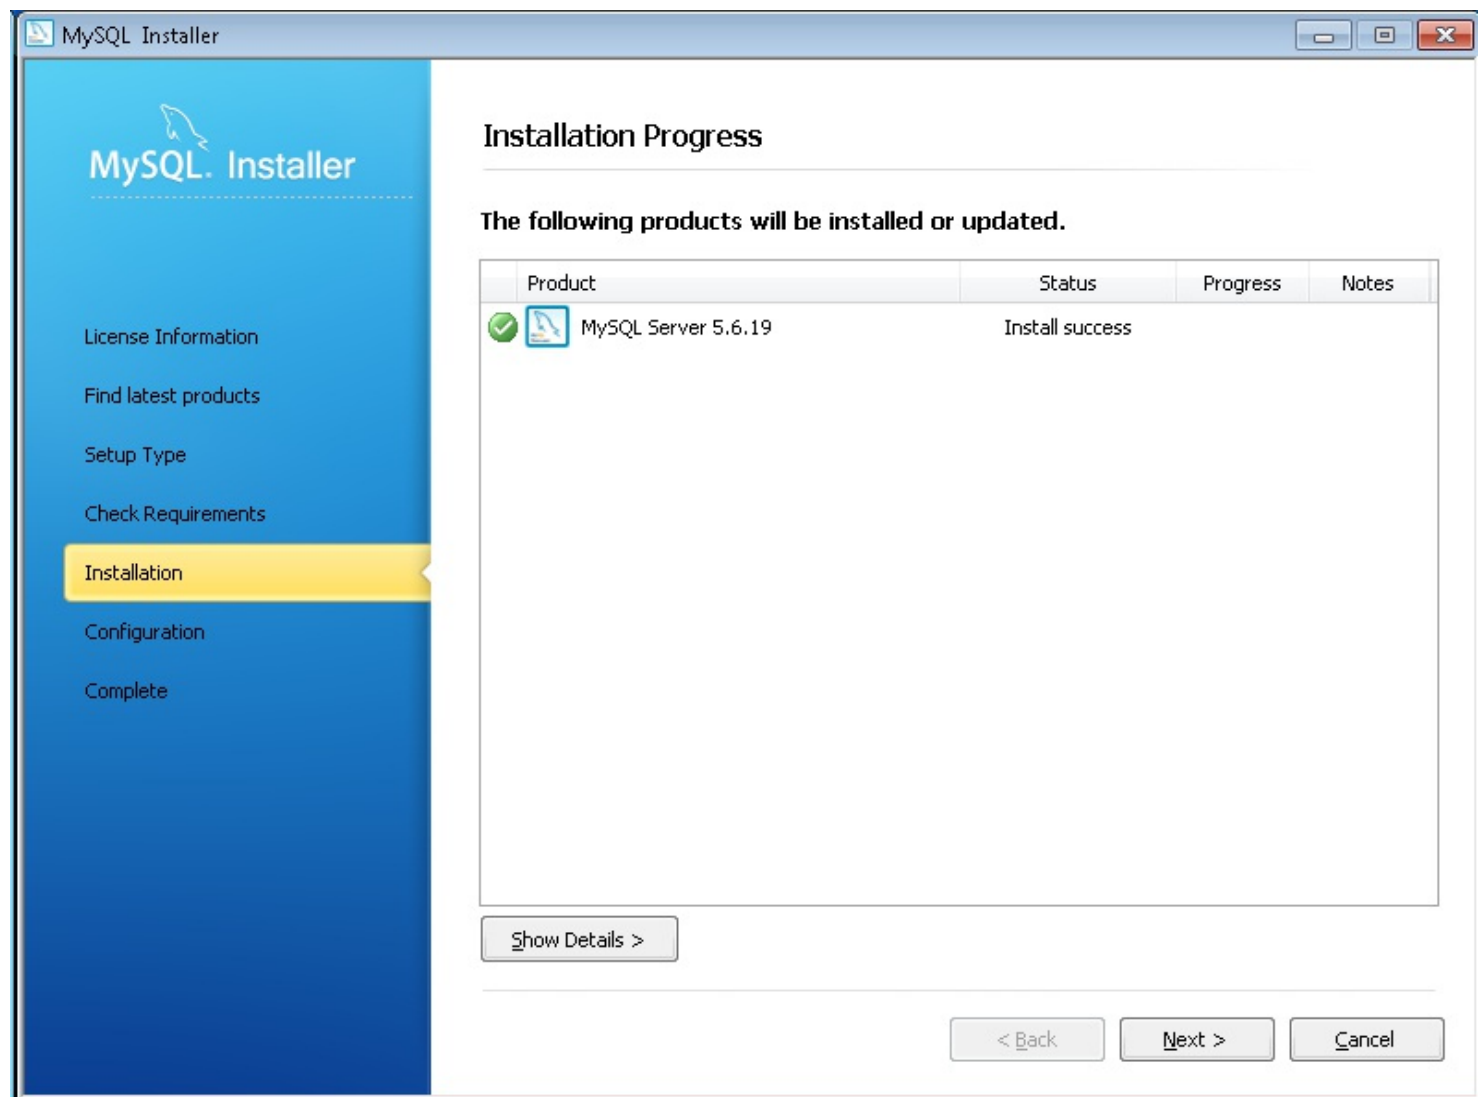 MySQL Installer
MySQL. Installer
Installation Progress
The following products will be installed or updated.
Product Status Progress Notes
MySQL Server 5.6.19 Install success
License Information
Find latest products
Setup Type
Check Requirements
Installation
Configuration
Complete
Show Details >
< Back Next > Cancel